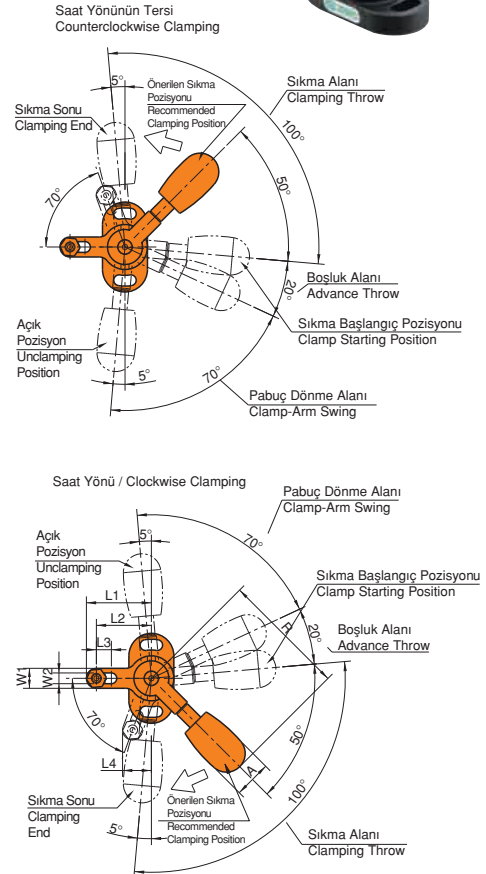 Saat Yönünün Tersi
Counterclockwise Clamping
5°
Önerilen Sıkma
Pozisyonu
Recommended
Clamping Position
Sıkma Alanı
Clamping Throw
Sıkma Sonu
Clamping End
100°
50°
70°
20°
Boşluk Alanı
Advance Throw
Açık
Pozisyon
Unclamping
Position
Sıkma Başlangıç Pozisyonu
Clamp Starting Position
5°
70°
Pabuç Dönme Alanı
Clamp-Arm Swing
Saat Yönü / Clockwise Clamping
Pabuç Dönme Alanı
Clamp-Arm Swing
Açık
Pozisyon
Unclamping
Position
5°
70°
Sıkma Başlangıç Pozisyonu
Clamp Starting Position
L1
L2
L3
R
20°
Boşluk Alanı
Advance Throw
W1
W2
70°
50°
L4
A
100°
Sıkma Sonu
Clamping
End
5°
Önerilen Sıkma
Pozisyonu
Recommended
Clamping Position
Sıkma Alanı
Clamping Throw